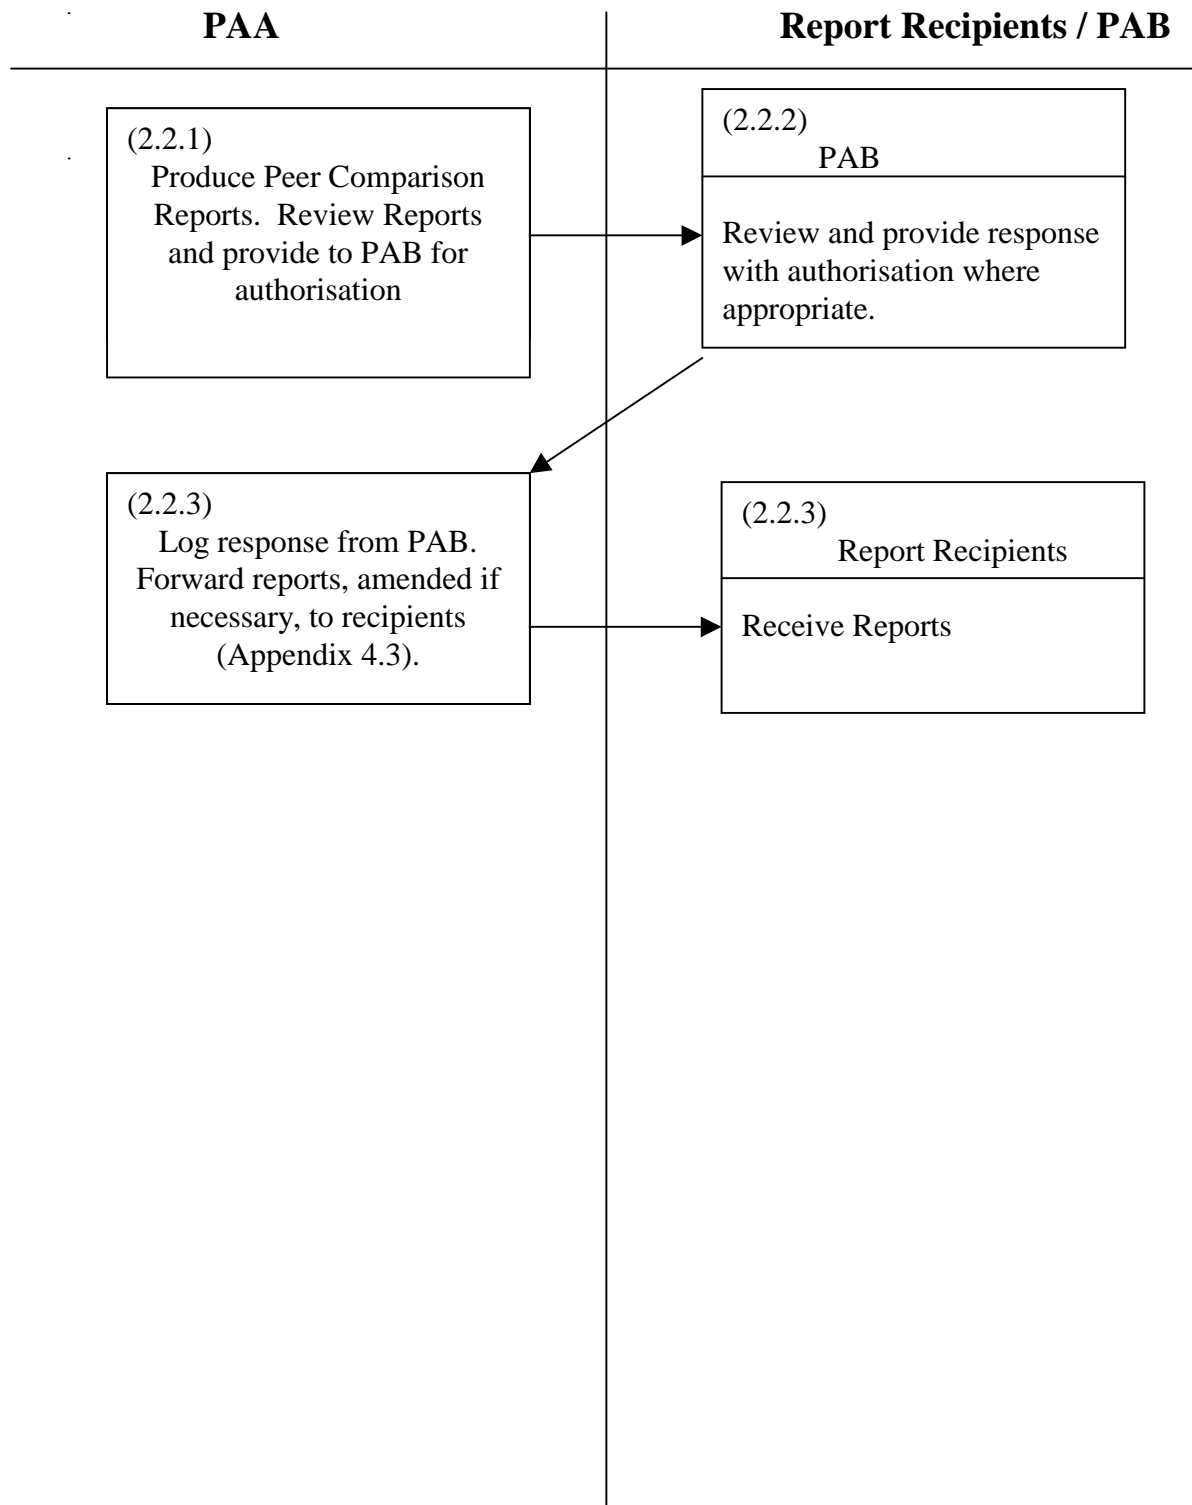 PAA
Report Recipients / PAB
(2.2.1)
Produce Peer Comparison
Reports. Review Reports
and provide to PAB for
authorisation
(2.2.2)
PAB
Review and provide response
with authorisation where
appropriate.
(2.2.3)
Log response from PAB.
Forward reports, amended if
necessary, to recipients
(Appendix 4.3).
(2.2.3)
Report Recipients
Receive Reports